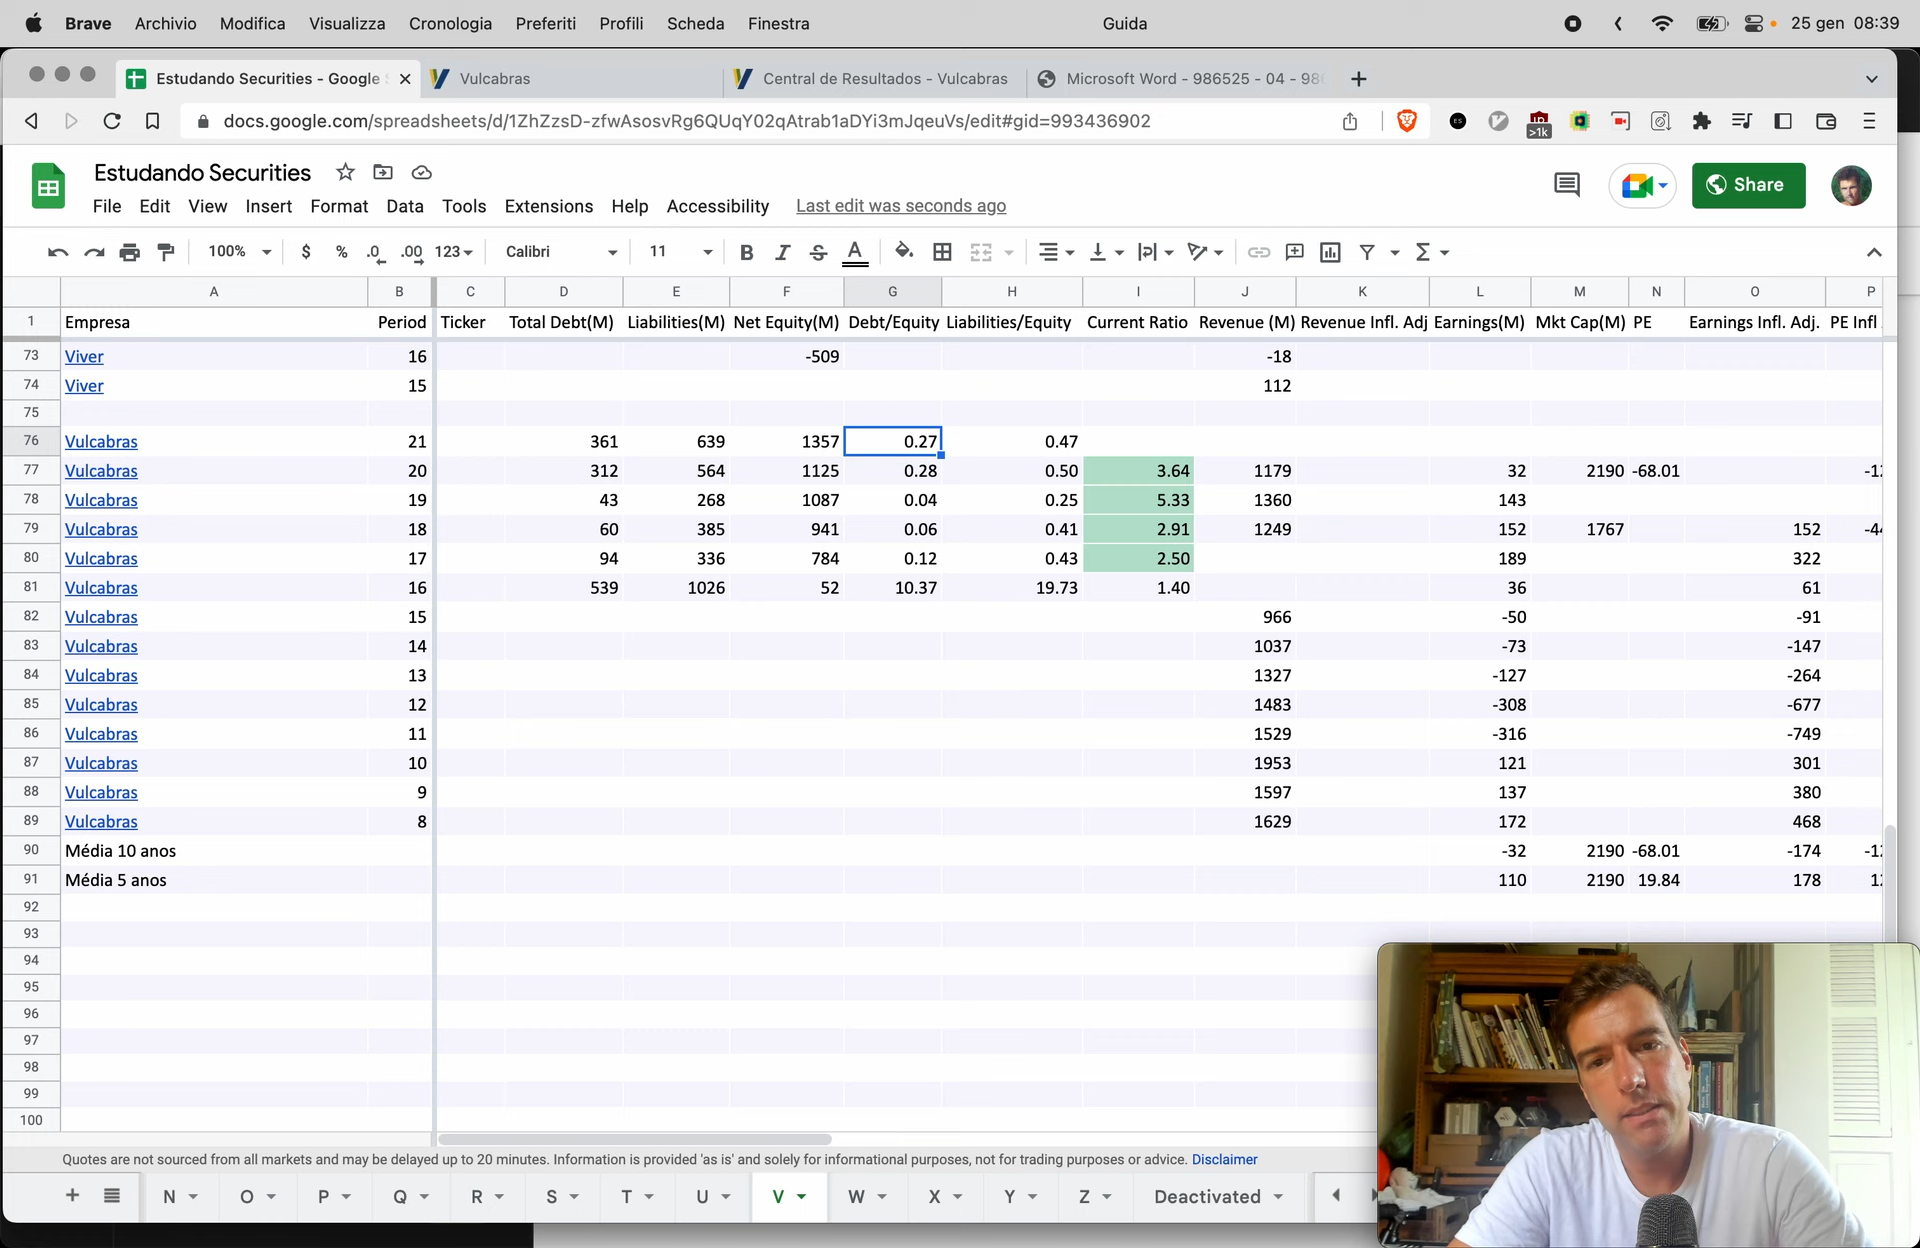 Brave Archivio Modifica Visualizza Cronologia Preferiti Profili Scheda Finestra Guida 25 gen 08:39
Estudando Securities - Google Vulcabras Central de Resultados - Vulcabras Microsoft Word - 986525 - 04 - 98
docs.google.com/spreadsheets/d/1ZhZzsD-zfwAsosvRg6QUqY02qAtrab1aDYi3mJqeuVs/edit#gid=993436902 >1k
Estudando Securities Share
File Edit View Insert Format Data Tools Extensions Help Accessibility Last edit was seconds ago
100% $ % .0 .00 123 Calibri 11 B I S A Σ
A B C D E F G H I J K L M N O P
1 Empresa Period Ticker Total Debt(M) Liabilities(M) Net Equity(M) Debt/Equity Liabilities/Equity Current Ratio Revenue (M) Revenue Infl. Adj Earnings(M) Mkt Cap(M) PE Earnings Infl. Adj. PE Infl
73 Viver 16 -509 -18
74 Viver 15 112
75
76 Vulcabras 21 361 639 1357 0.27 0.47
77 Vulcabras 20 312 564 1125 0.28 0.50 3.64 1179 32 2190 -68.01
78 Vulcabras 19 43 268 1087 0.04 0.25 5.33 1360 143
79 Vulcabras 18 60 385 941 0.06 0.41 2.91 1249 152 1767 152
80 Vulcabras 17 94 336 784 0.12 0.43 2.50 189 322
81 Vulcabras 16 539 1026 52 10.37 19.73 1.40 36 61
82 Vulcabras 15 966 -50 -91
83 Vulcabras 14 1037 -73 -147
84 Vulcabras 13 1327 -127 -264
85 Vulcabras 12 1483 -308 -677
86 Vulcabras 11 1529 -316 -749
87 Vulcabras 10 1953 121 301
88 Vulcabras 9 1597 137 380
89 Vulcabras 8 1629 172 468
90 Média 10 anos -32 2190 -68.01 -174
91 Média 5 anos 110 2190 19.84 178
92
93
94
95
96
97
98
99
100
Quotes are not sourced from all markets and may be delayed up to 20 minutes. Information is provided 'as is' and solely for informational purposes, not for trading purposes or advice. Disclaimer
N O P Q R S T U V W X Y Z Deactivated